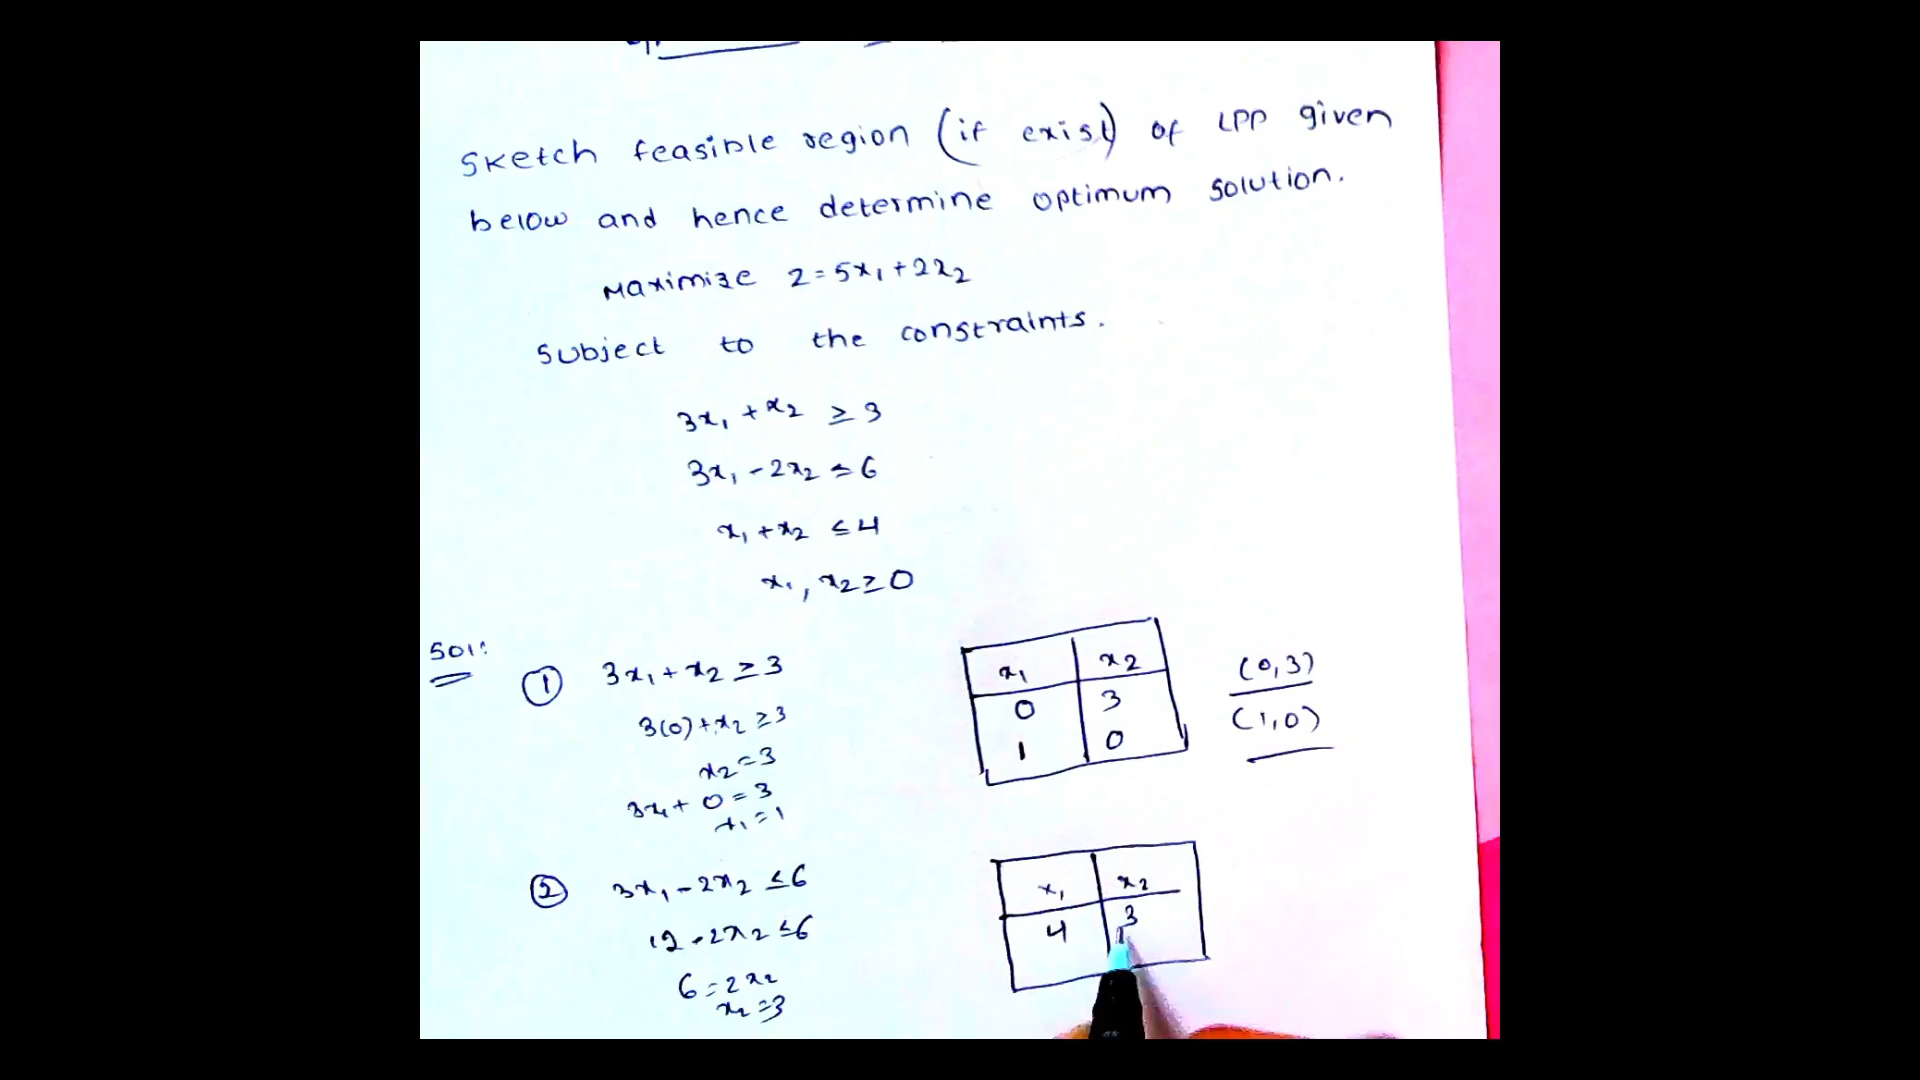 Sketch feasible region (if exist) of LPP given
below and hence determine optimum solution.
Maximize Z = 5x₁ + 2x₂
Subject to the constraints.
3x₁ + x₂ ≥ 3
3x₁ - 2x₂ ≤ 6
x₁ + x₂ ≤ 4
x₁, x₂ ≥ 0
Sol:
① 3x₁ + x₂ ≥ 3
3(0) + x₂ ≥ 3
x₂ = 3
3x₁ + 0 = 3
x₁ = 1
x₁ x₂
0 3
1 0
(0,3)
(1,0)
② 3x₁ - 2x₂ ≤ 6
12 - 2x₂ ≤ 6
6 = 2x₂
x₂ = 3
x₁ x₂
4 3